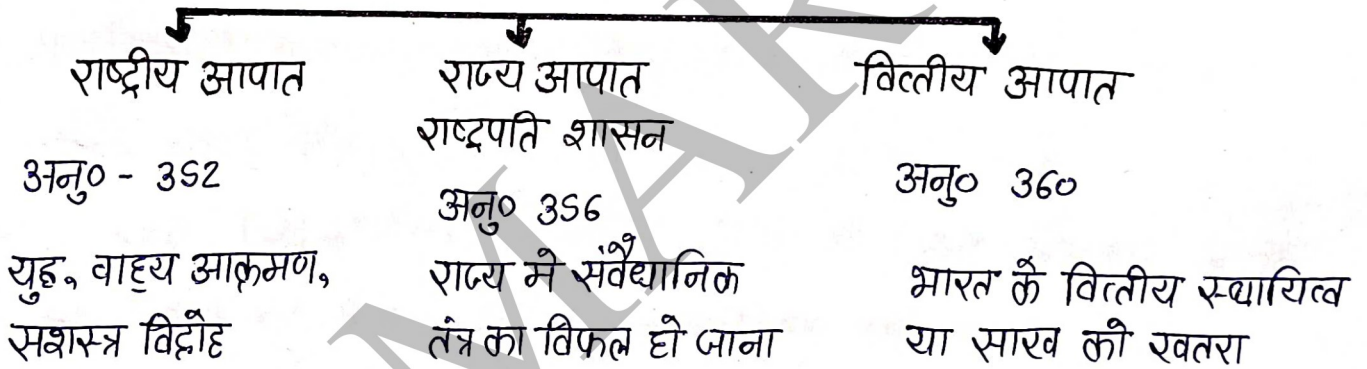 राष्ट्रीय आपात
राज्य आपात
राष्ट्रपति शासन
वित्तीय आपात
अनु० - 352
अनु० 356
अनु० 360
युद्ध, वाह्य आक्रमण,
सशस्त्र विद्रोह
राज्य मे संवैधानिक
तंत्र का विफल हो जाना
भारत के वित्तीय स्थायित्व
या साख को खतरा
MAR